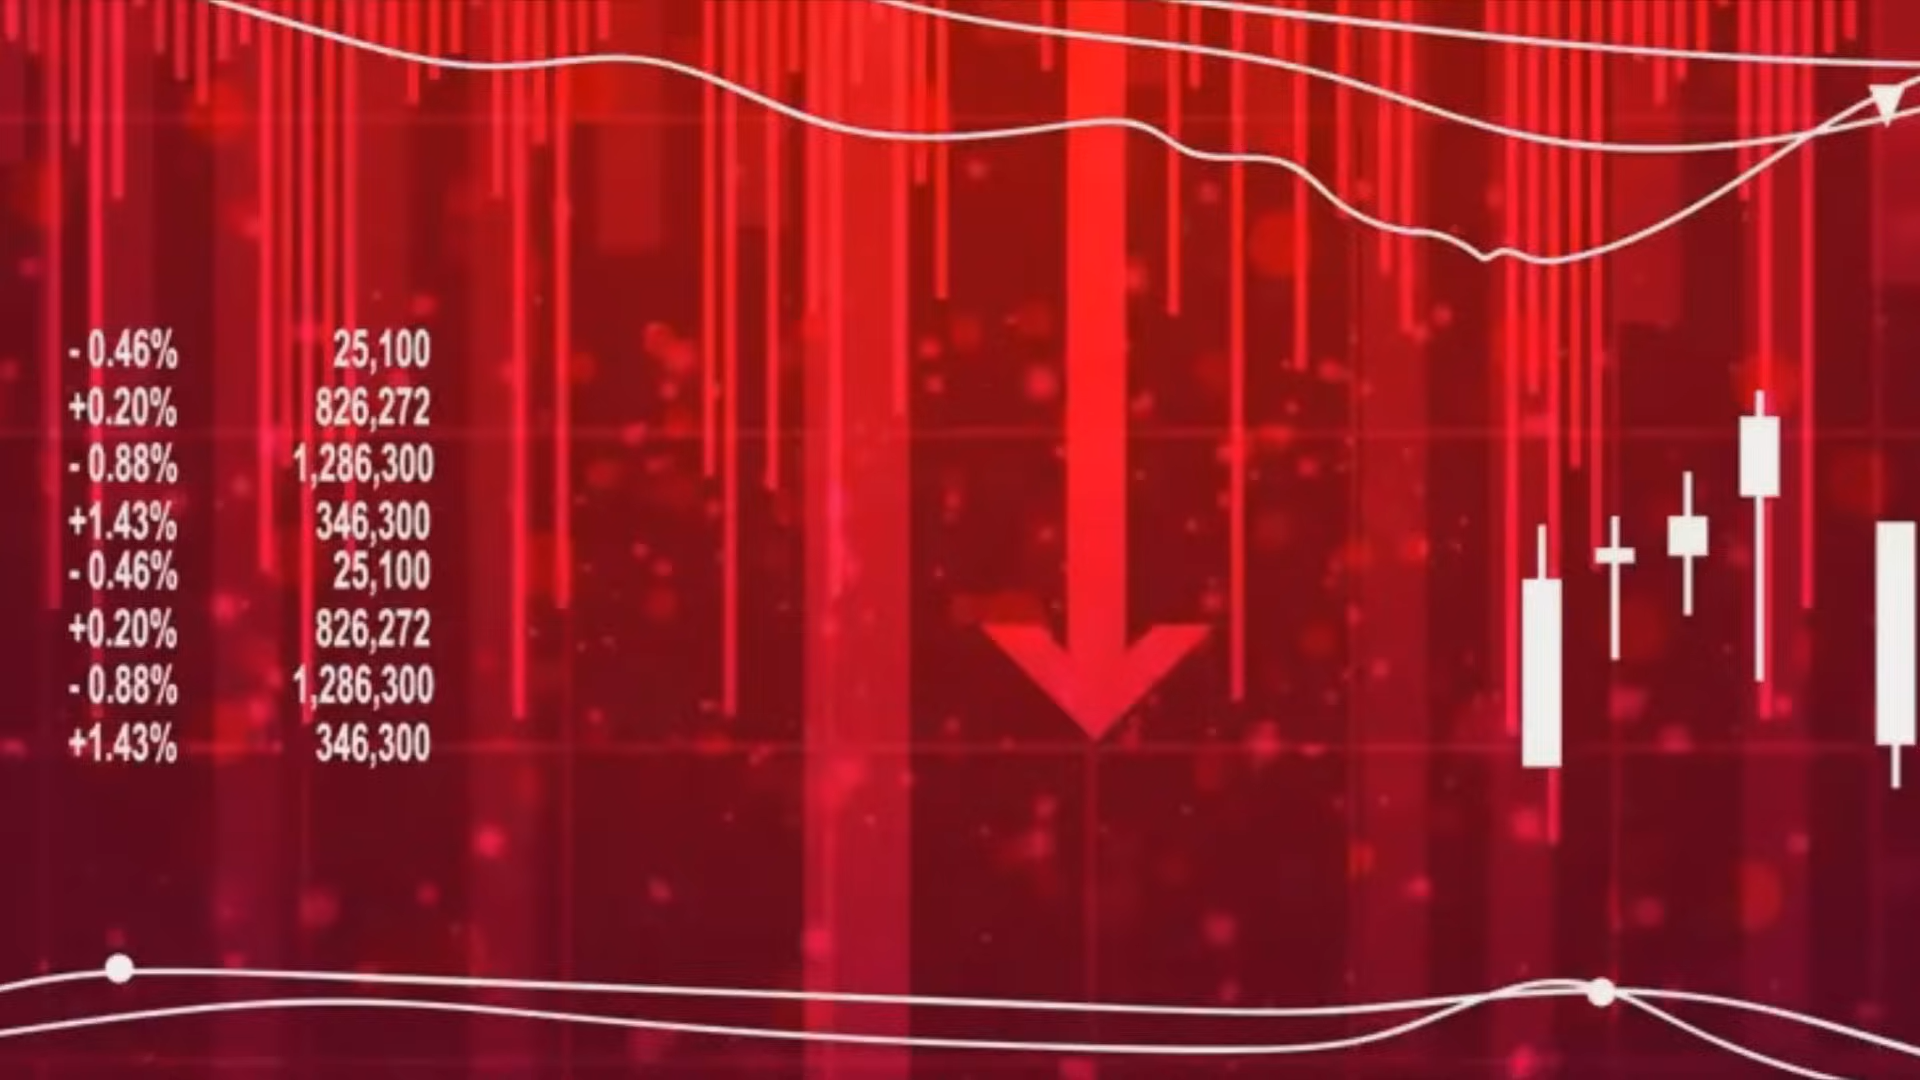 - 0.46% 25,100
+0.20% 826,272
- 0.88% 1,286,300
+1.43% 346,300
- 0.46% 25,100
+0.20% 826,272
- 0.88% 1,286,300
+1.43% 346,300